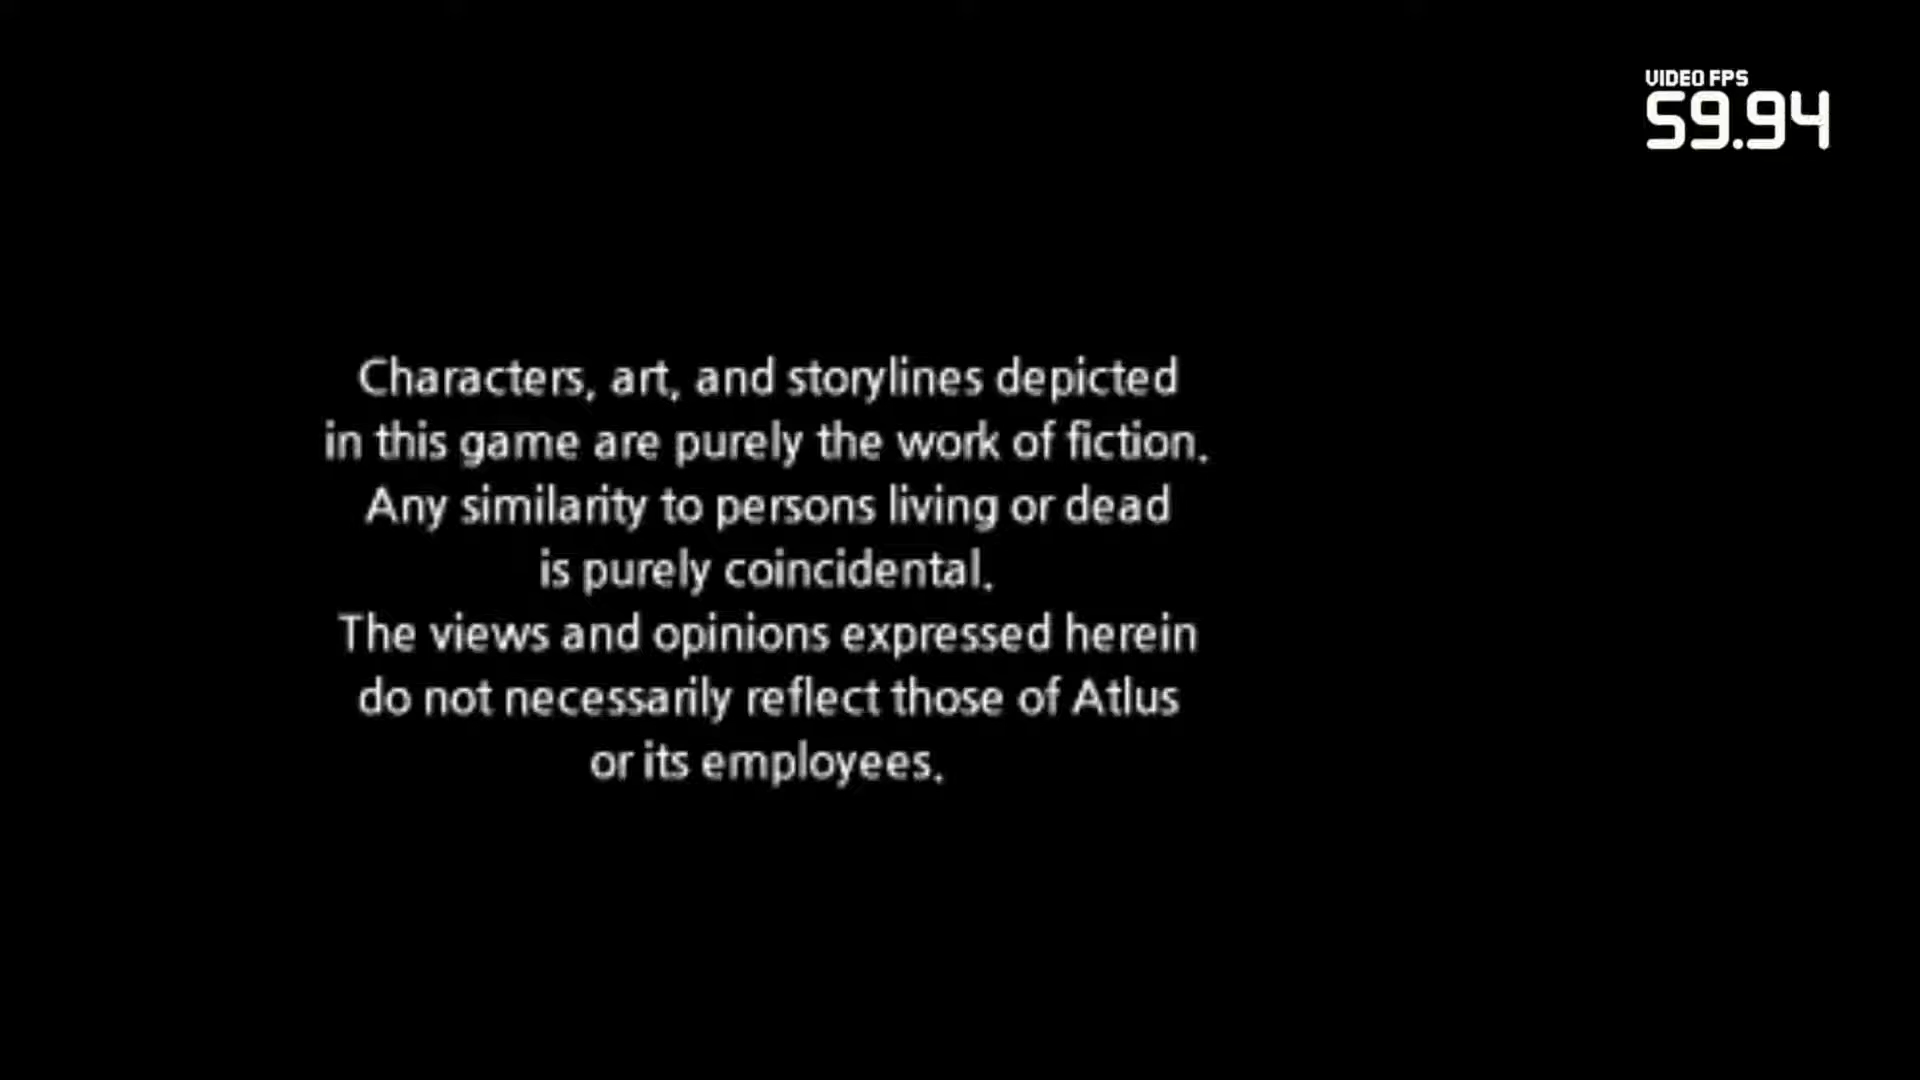 VIDEO FPS
59.94
Characters, art, and storylines depicted
in this game are purely the work of fiction.
Any similarity to persons living or dead
is purely coincidental.
The views and opinions expressed herein
do not necessarily reflect those of Atlus
or its employees.